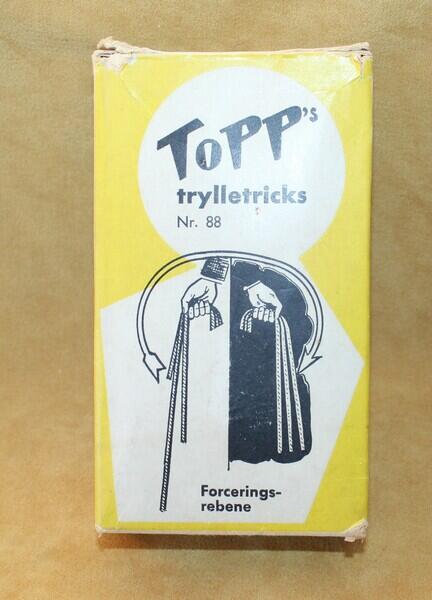 TOPP's
trylletricks
Nr. 88
Forcerings-
rebene